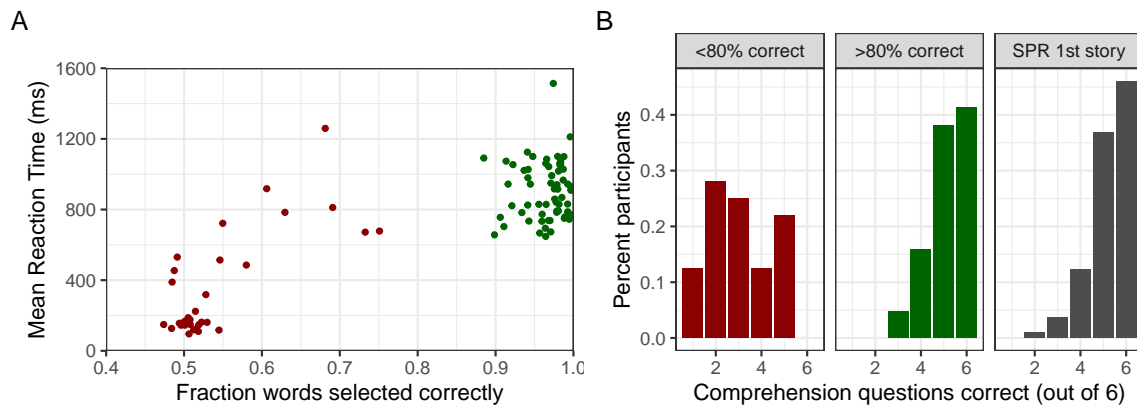 A
Mean Reaction Time (ms)
1600
1200
800
400
0
0.4 0.5 0.6 0.7 0.8 0.9 1.0
Fraction words selected correctly
B
<80% correct >80% correct SPR 1st story
Percent participants
0.4
0.3
0.2
0.1
0.0
2 4 6 2 4 6 2 4 6
Comprehension questions correct (out of 6)